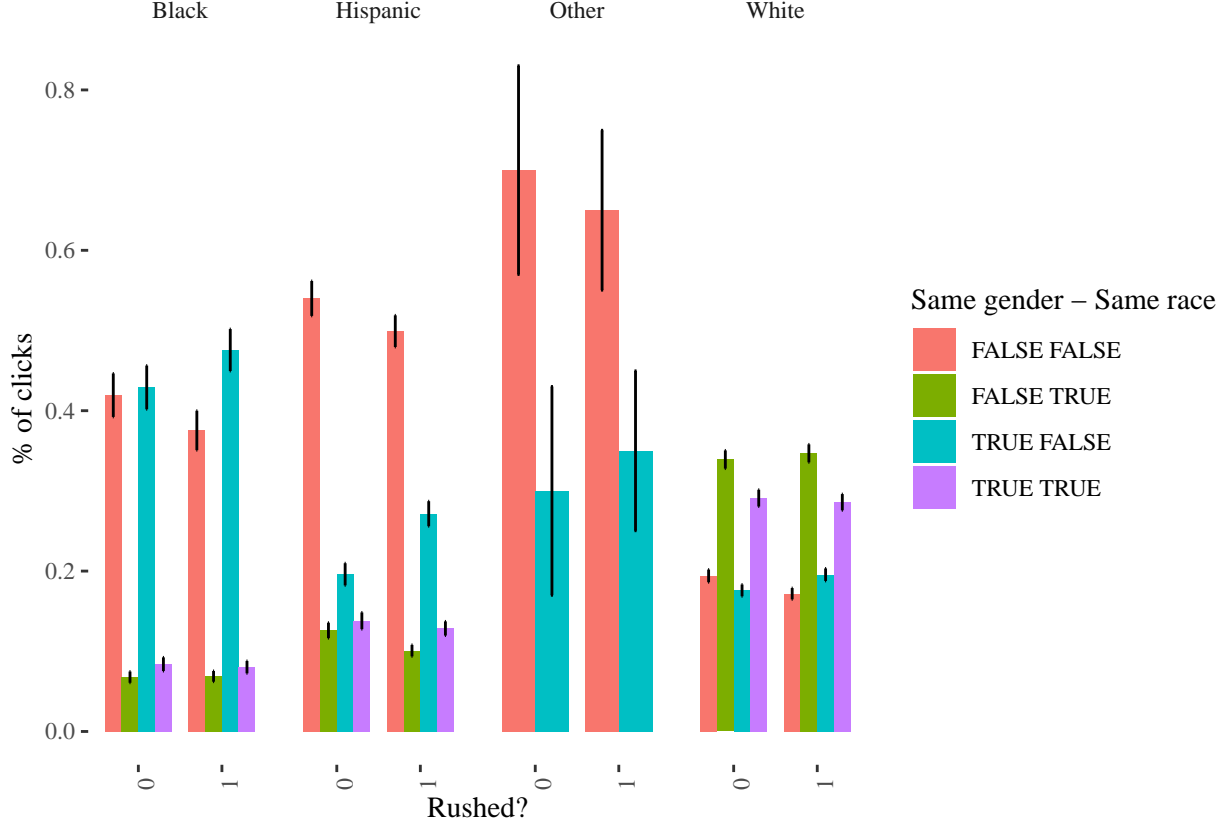 Black Hispanic Other White
0.8
0.6
0.4
0.2
0.0
% of clicks
0 1 0 1 0 1 0 1
Rushed?
Same gender − Same race
FALSE FALSE
FALSE TRUE
TRUE FALSE
TRUE TRUE